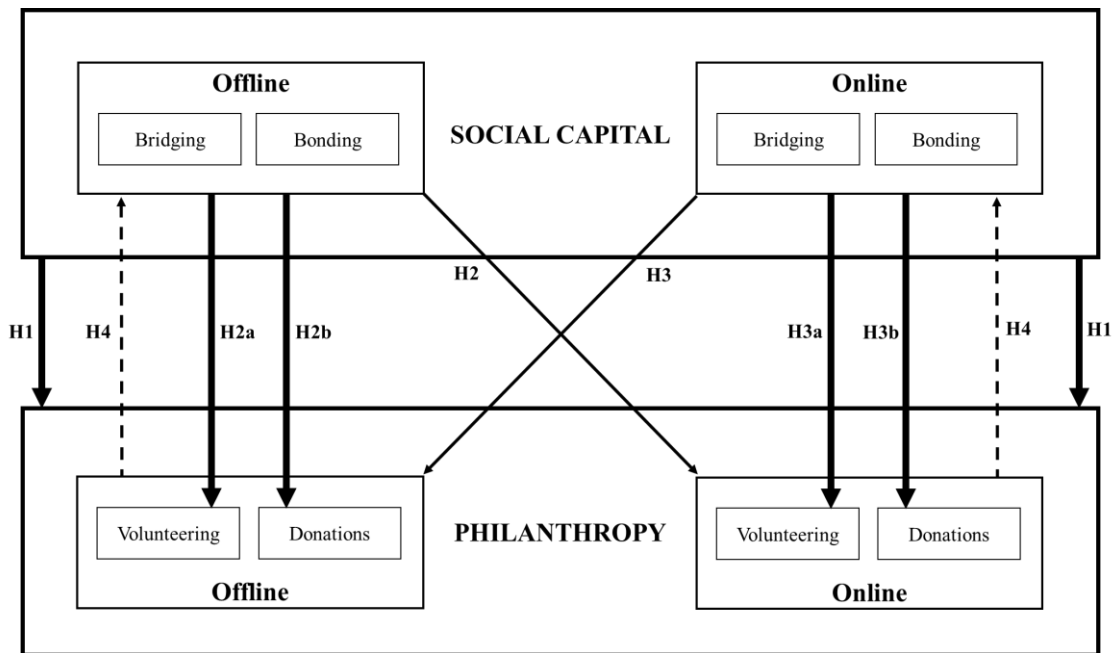 Offline
Online
Bridging
Bonding
SOCIAL CAPITAL
Bridging
Bonding
H2
H3
H1
H4
H2a
H2b
H3a
H3b
H4
H1
Volunteering
Donations
PHILANTHROPY
Volunteering
Donations
Offline
Online